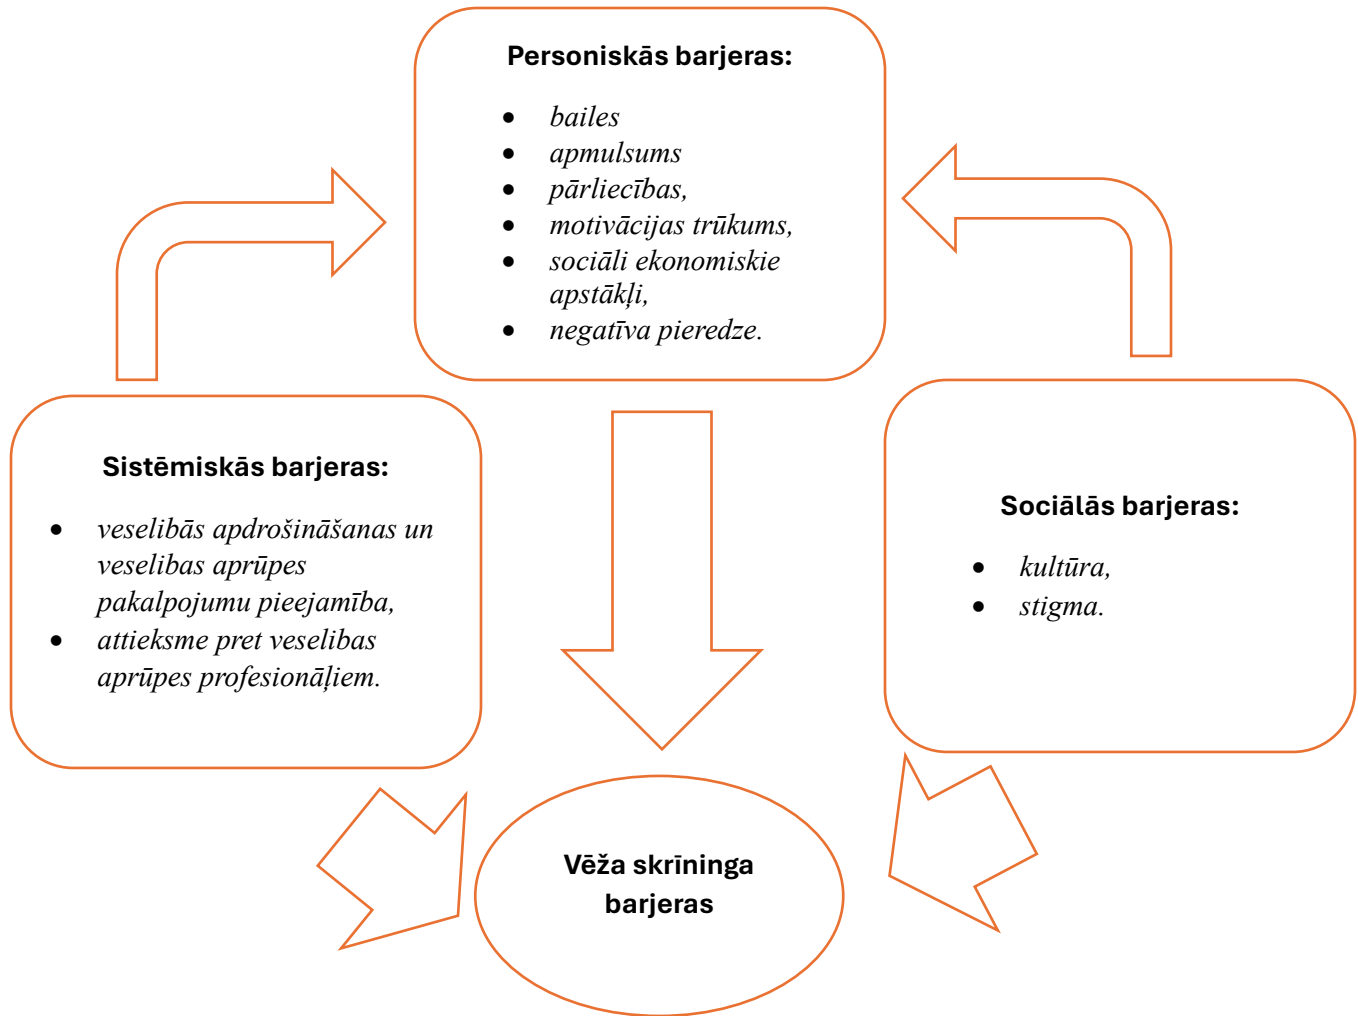 Personiskās barjeras:
• bailes
• apmulsums
• pārliecības,
• motivācijas trūkums,
• sociāli ekonomiskie
apstākļi,
• negatīva pieredze.
Sistēmiskās barjeras:
• veselibās apdrošināšanas un
veselibas aprūpes
pakalpojumu pieejamība,
• attieksme pret veselibas
aprūpes profesionāļiem.
Sociālās barjeras:
• kultūra,
• stigma.
Vēža skrīninga
barjeras